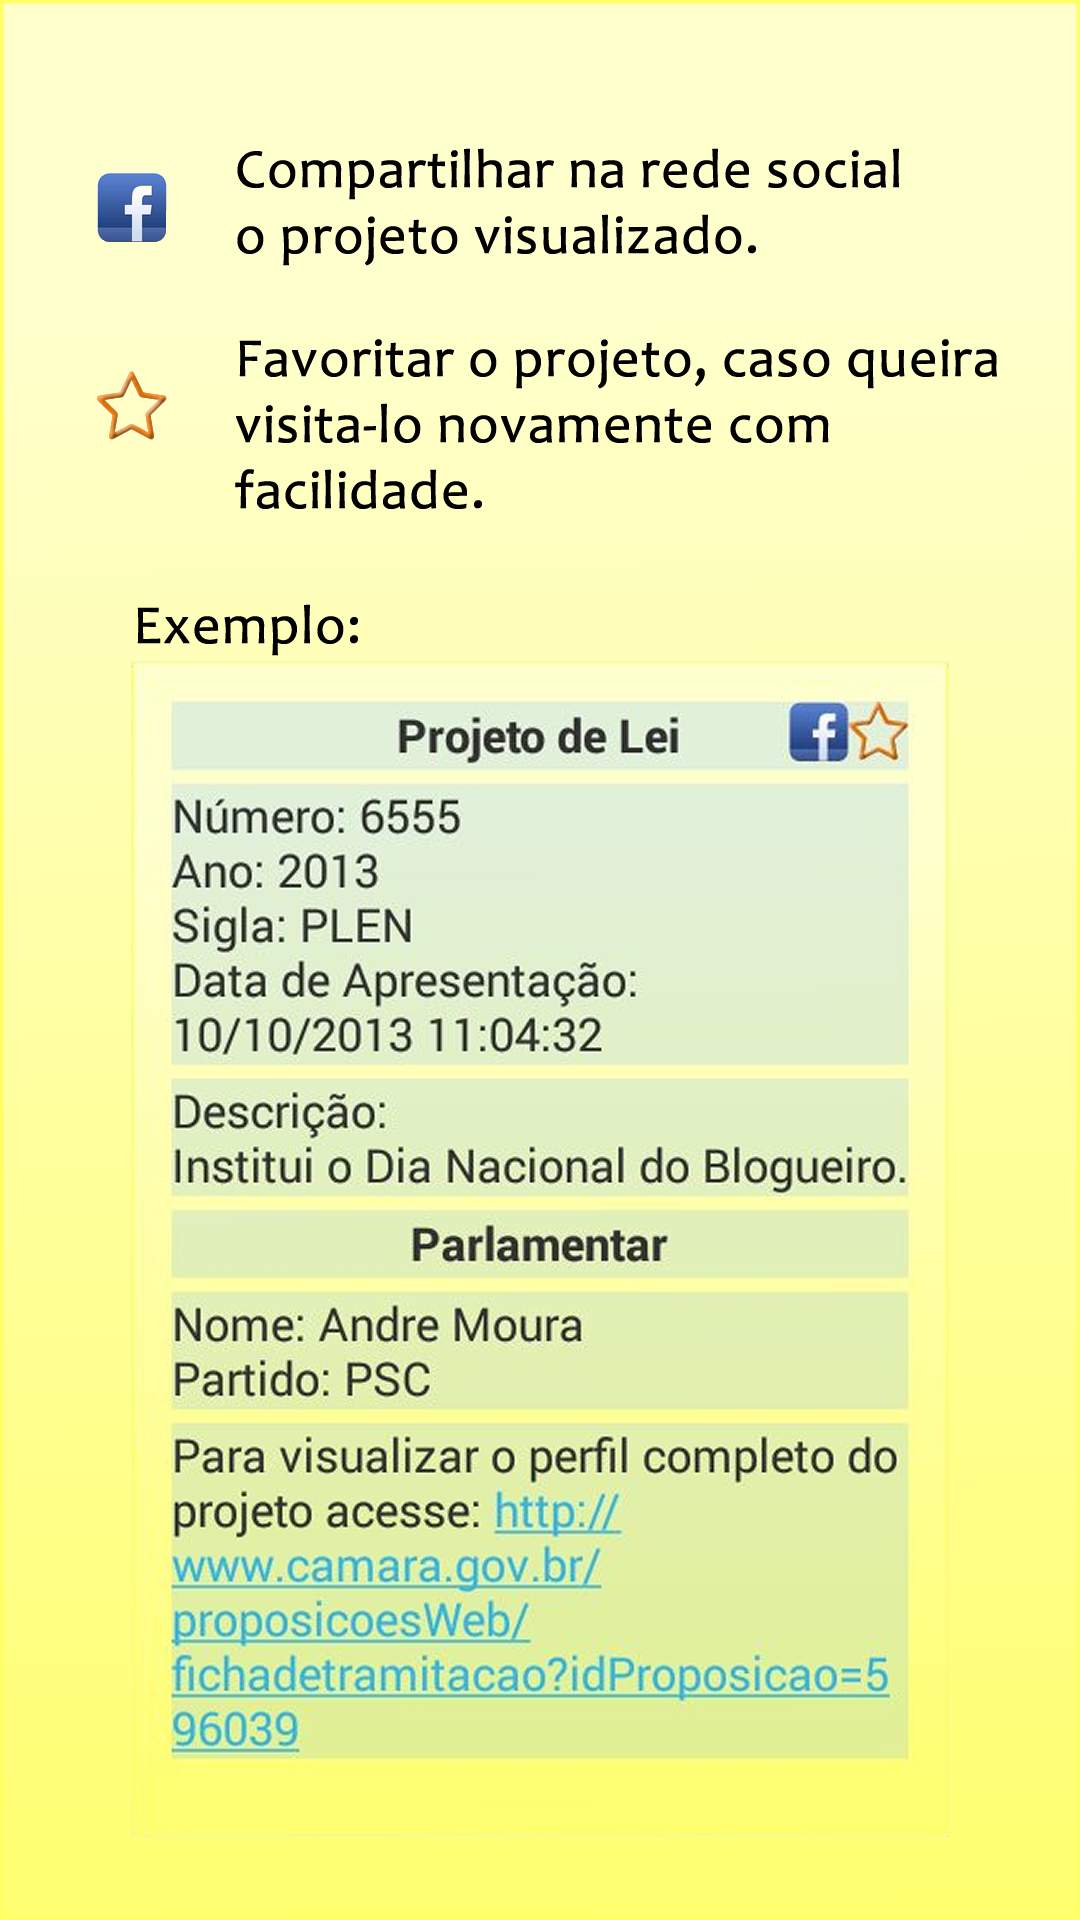 Compartilhar na rede social
o projeto visualizado.
Favoritar o projeto, caso queira
visita-lo novamente com
facilidade.
Exemplo:
Projeto de Lei
Número: 6555
Ano: 2013
Sigla: PLEN
Data de Apresentação:
10/10/2013 11:04:32
Descrição:
Institui o Dia Nacional do Blogueiro.
Parlamentar
Nome: Andre Moura
Partido: PSC
Para visualizar o perfil completo do
projeto acesse: http://
www.camara.gov.br/
proposicoesWeb/
fichadetramitacao?idProposicao=5
96039